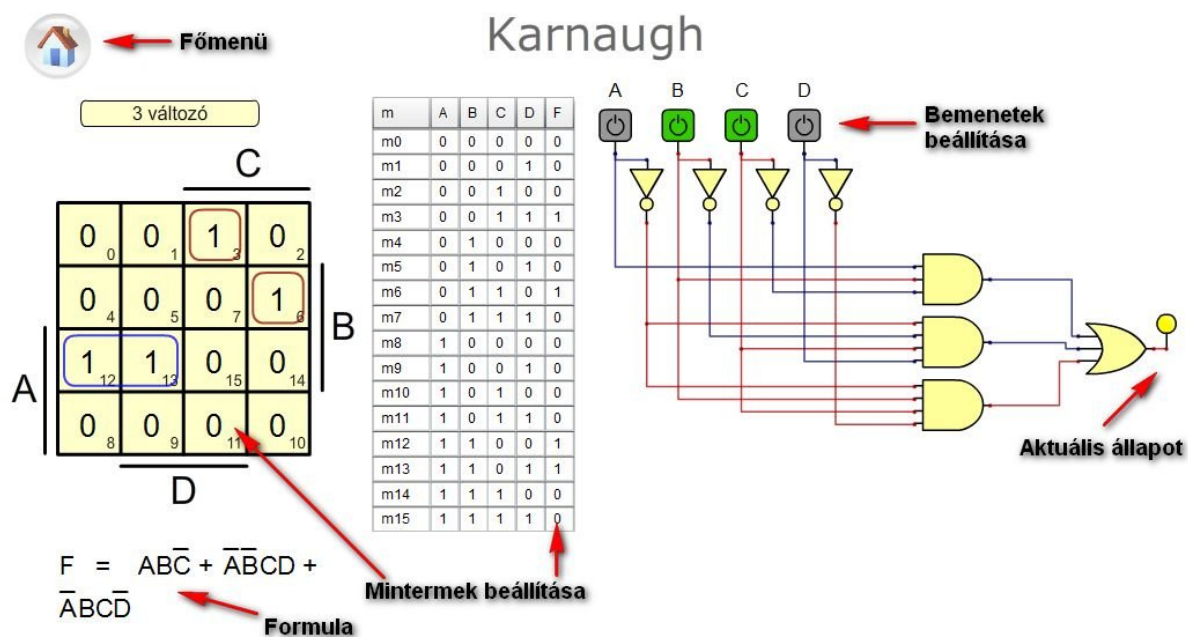 Karnaugh
Főmenü
3 változó
C
0 0 0 1 1 3 0 2
0 4 0 5 0 7 1 6
1 12 1 13 0 15 0 14
0 8 0 9 0 11 0 10
A
B
D
F = ABC̅ + A̅B̅CD +
A̅BCD̅
Formula
Mintermek beállítása
m A B C D F
m0 0 0 0 0 0
m1 0 0 0 1 0
m2 0 0 1 0 0
m3 0 0 1 1 1
m4 0 1 0 0 0
m5 0 1 0 1 0
m6 0 1 1 0 1
m7 0 1 1 1 0
m8 1 0 0 0 0
m9 1 0 0 1 0
m10 1 0 1 0 0
m11 1 0 1 1 0
m12 1 1 0 0 1
m13 1 1 0 1 1
m14 1 1 1 0 0
m15 1 1 1 1 0
A B C D
Bemenetek
beállítása
Aktuális állapot